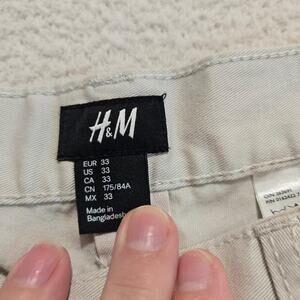 H&M
EUR 33
US 33
CA 33
CN 175/84A
MX 33
Made in
Bangladesh